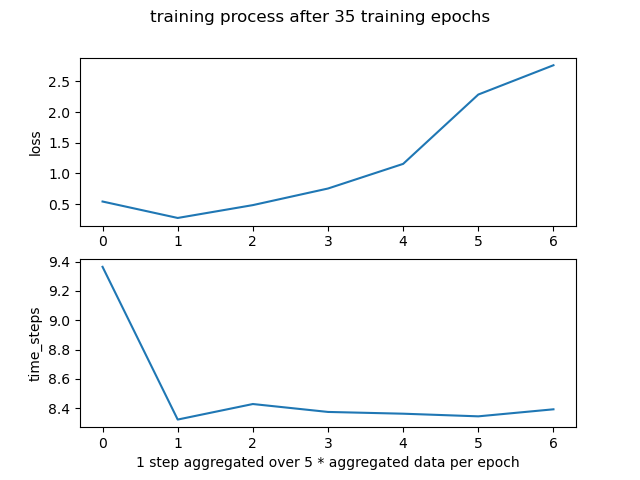 training process after 35 training epochs
2.5
2.0
1.5
1.0
0.5
loss
0 1 2 3 4 5 6
9.4
9.2
9.0
8.8
8.6
8.4
time_steps
0 1 2 3 4 5 6
1 step aggregated over 5 * aggregated data per epoch